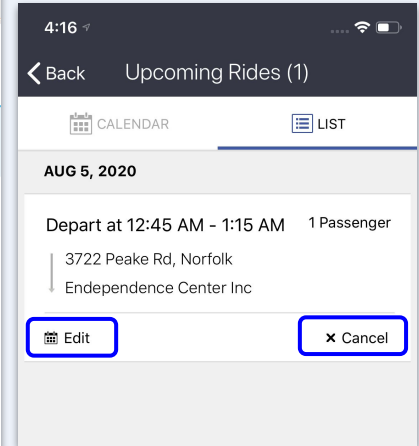 4:16
Back Upcoming Rides (1)
CALENDAR LIST
AUG 5, 2020
Depart at 12:45 AM - 1:15 AM 1 Passenger
3722 Peake Rd, Norfolk
Endependence Center Inc
Edit × Cancel